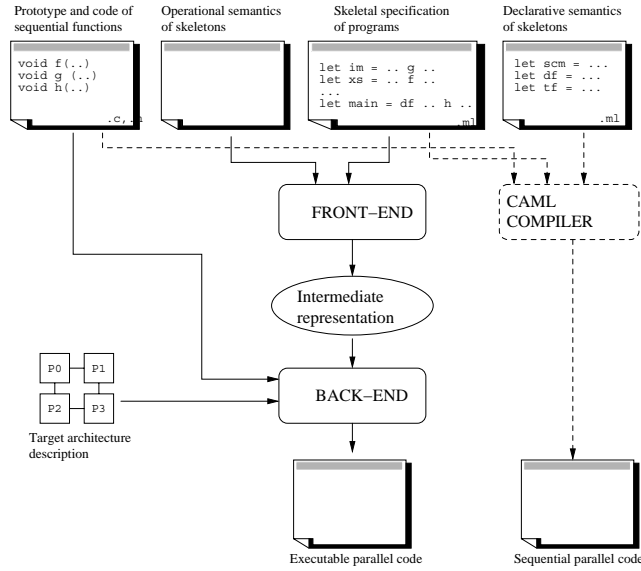 Prototype and code of
sequential functions
Operational semantics
of skeletons
Skeletal specification
of programs
Declarative semantics
of skeletons
void f(..)
void g (..)
void h(..)
.c,.h
let im = .. g ..
let xs = .. f ..
...
let main = df .. h ..
.ml
let scm = ...
let df = ...
let tf = ...
.ml
FRONT-END
CAML
COMPILER
Intermediate
representation
P0
P1
P2
P3
BACK-END
Target architecture
description
Executable parallel code
Sequential parallel code